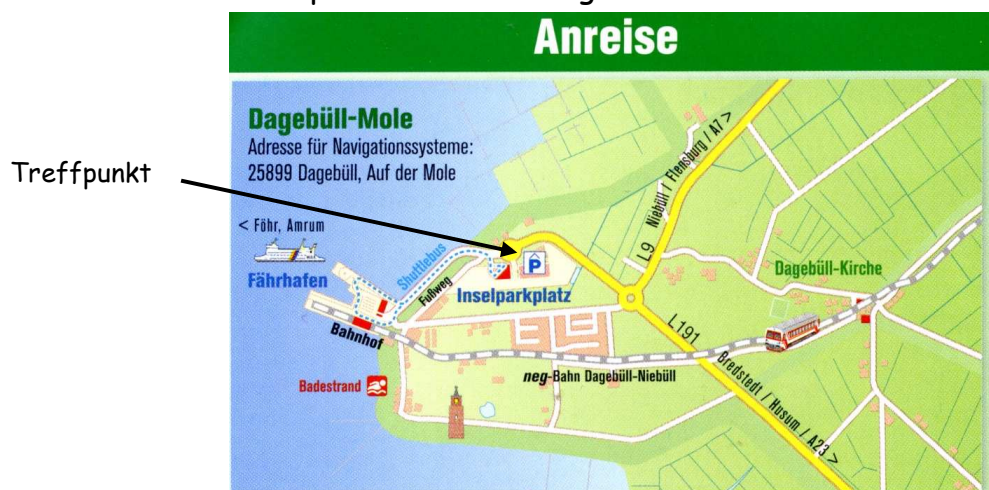 Anreise
Dagebüll-Mole
Adresse für Navigationssysteme:
25899 Dagebüll, Auf der Mole
Treffpunkt
< Föhr, Amrum
Fährhafen
Shuttlebus
Fußweg
P
Inselparkplatz
Bahnhof
Badestrand
neg-Bahn Dagebüll-Niebüll
L9 Niebüll / Flensburg / A7 >
Dagebüll-Kirche
L191
Bredstedt / Husum / A23 >